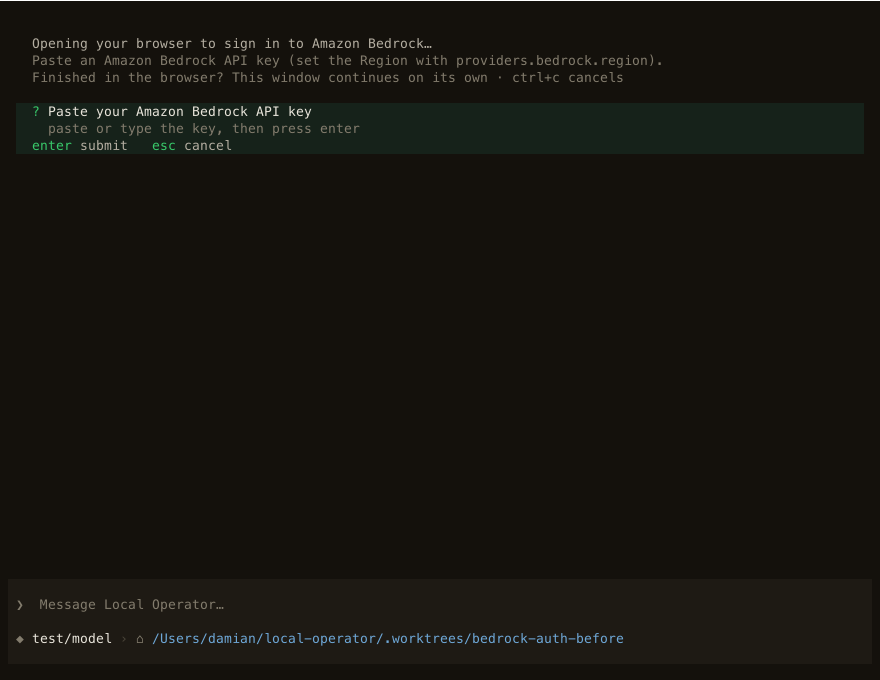 Opening your browser to sign in to Amazon Bedrock…
Paste an Amazon Bedrock API key (set the Region with providers.bedrock.region).
Finished in the browser? This window continues on its own · ctrl+c cancels
? Paste your Amazon Bedrock API key
paste or type the key, then press enter
enter submit   esc cancel
❯ Message Local Operator…
◆ test/model › ⌂ /Users/damian/local-operator/.worktrees/bedrock-auth-before